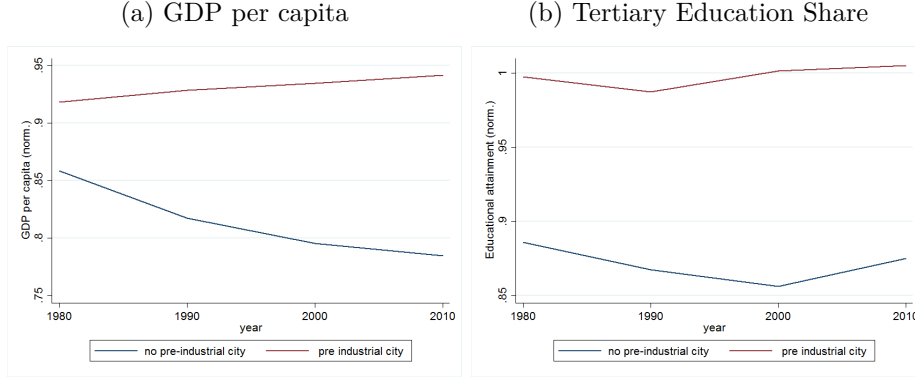 (a) GDP per capita
(b) Tertiary Education Share
GDP per capita (norm.)
.95
.9
.85
.8
.75
1980
1990
2000
2010
year
no pre-industrial city
pre industrial city
Educational attainment (norm.)
1
.95
.9
.85
1980
1990
2000
2010
year
no pre-industrial city
pre industrial city